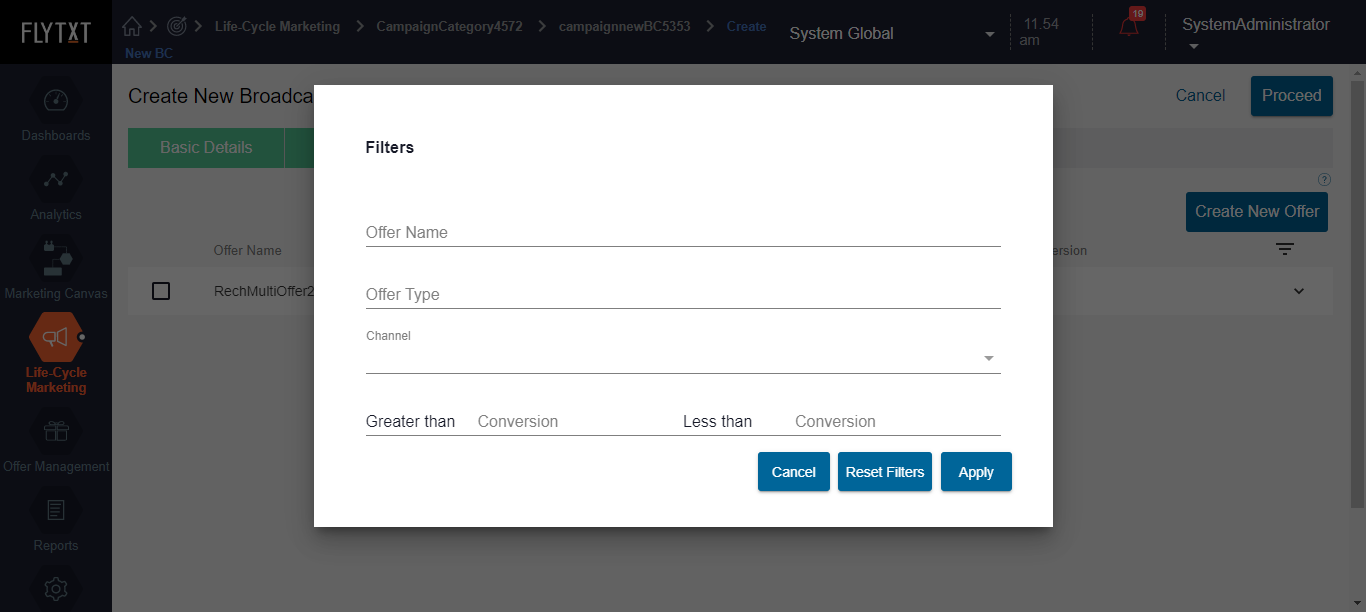 FLYTXT
Life-Cycle Marketing
CampaignCategory4572
campaignnewBC5353
Create
New BC
System Global
11.54
am
19
SystemAdministrator
Dashboards
Analytics
Marketing Canvas
Life-Cycle
Marketing
Offer Management
Reports
Create New Broadca
Cancel
Proceed
Basic Details
?
Create New Offer
Offer Name
ersion
RechMultiOffer2
Filters
Offer Name
Offer Type
Channel
Greater than Conversion Less than Conversion
Cancel Reset Filters Apply